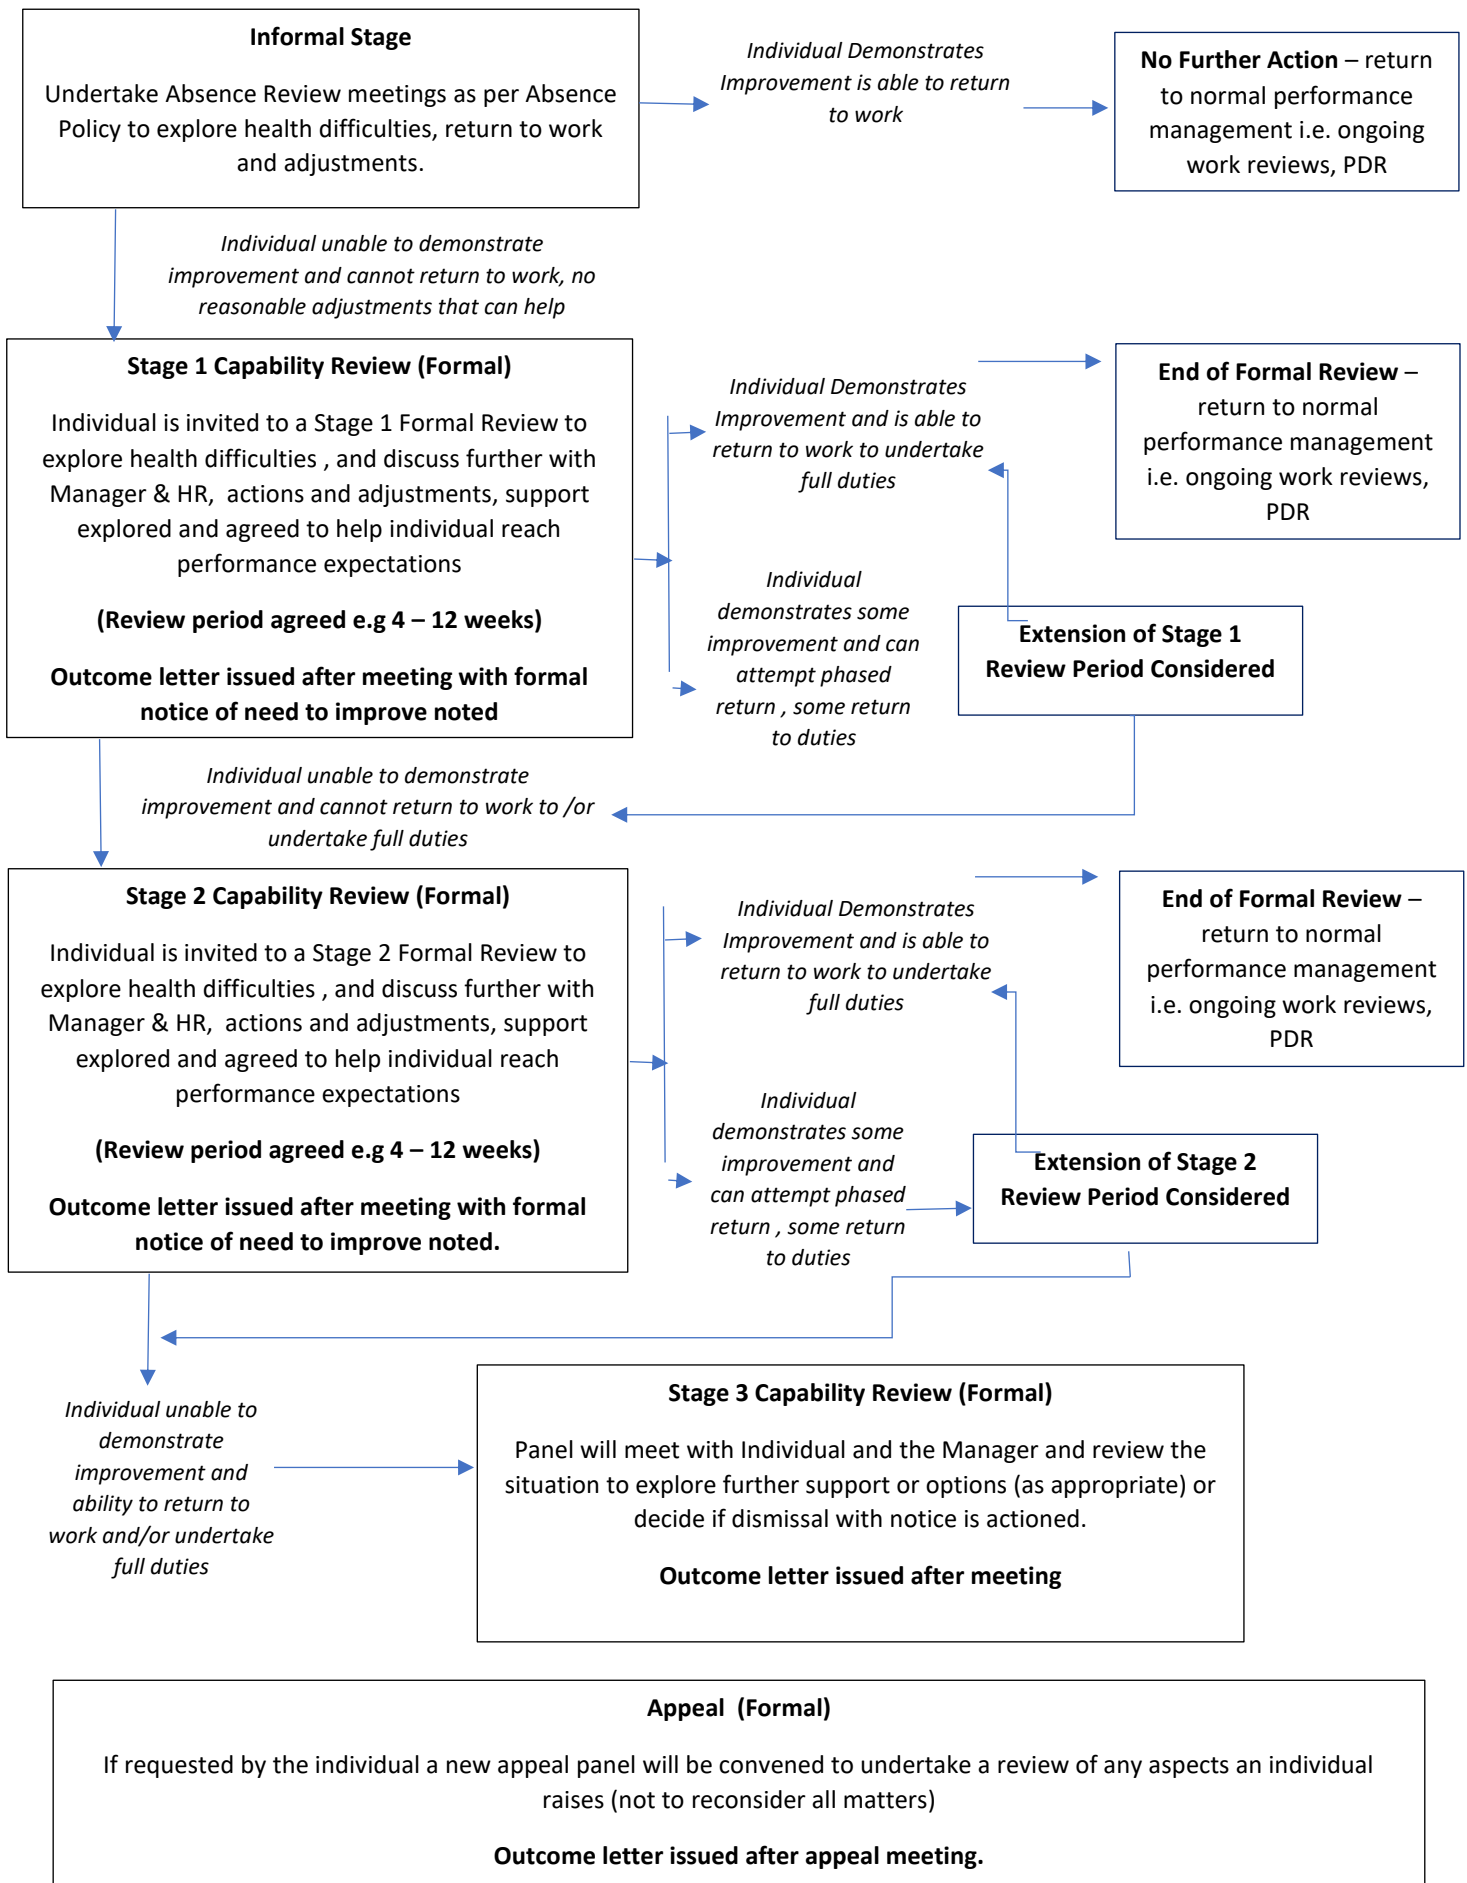 Informal Stage
Undertake Absence Review meetings as per Absence
Policy to explore health difficulties, return to work
and adjustments.
Individual Demonstrates
Improvement is able to return
to work
No Further Action – return
to normal performance
management i.e. ongoing
work reviews, PDR
Individual unable to demonstrate
improvement and cannot return to work, no
reasonable adjustments that can help
Stage 1 Capability Review (Formal)
Individual is invited to a Stage 1 Formal Review to
explore health difficulties , and discuss further with
Manager & HR,  actions and adjustments, support
explored and agreed to help individual reach
performance expectations
(Review period agreed e.g 4 – 12 weeks)
Outcome letter issued after meeting with formal
notice of need to improve noted
Individual Demonstrates
Improvement and is able to
return to work to undertake
full duties
End of Formal Review –
return to normal
performance management
i.e. ongoing work reviews,
PDR
Individual
demonstrates some
improvement and can
attempt phased
return , some return
to duties
Extension of Stage 1
Review Period Considered
Individual unable to demonstrate
improvement and cannot return to work to /or
undertake full duties
Stage 2 Capability Review (Formal)
Individual is invited to a Stage 2 Formal Review to
explore health difficulties , and discuss further with
Manager & HR,  actions and adjustments, support
explored and agreed to help individual reach
performance expectations
(Review period agreed e.g 4 – 12 weeks)
Outcome letter issued after meeting with formal
notice of need to improve noted.
Individual Demonstrates
Improvement and is able to
return to work to undertake
full duties
End of Formal Review –
return to normal
performance management
i.e. ongoing work reviews,
PDR
Individual
demonstrates some
improvement and
can attempt phased
return , some return
to duties
Extension of Stage 2
Review Period Considered
Individual unable to
demonstrate
improvement and
ability to return to
work and/or undertake
full duties
Stage 3 Capability Review (Formal)
Panel will meet with Individual and the Manager and review the
situation to explore further support or options (as appropriate) or
decide if dismissal with notice is actioned.
Outcome letter issued after meeting
Appeal  (Formal)
If requested by the individual a new appeal panel will be convened to undertake a review of any aspects an individual
raises (not to reconsider all matters)
Outcome letter issued after appeal meeting.